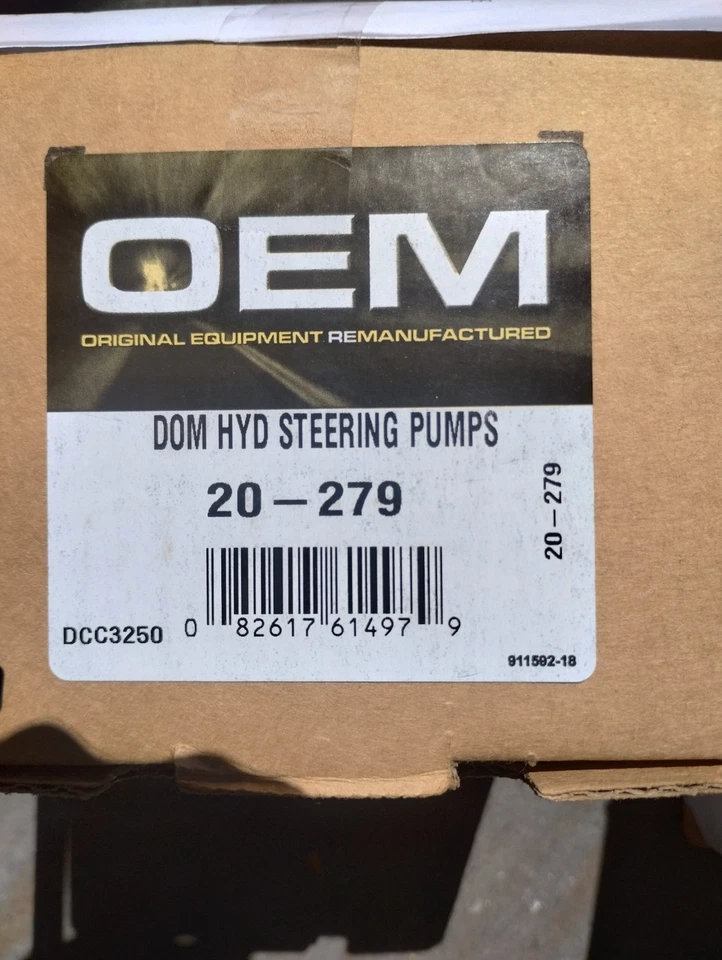 OEM
ORIGINAL EQUIPMENT REMANUFACTURED
DOM HYD STEERING PUMPS
20-279
20-279
DCC3250
0 82617 61497 9
911592-18